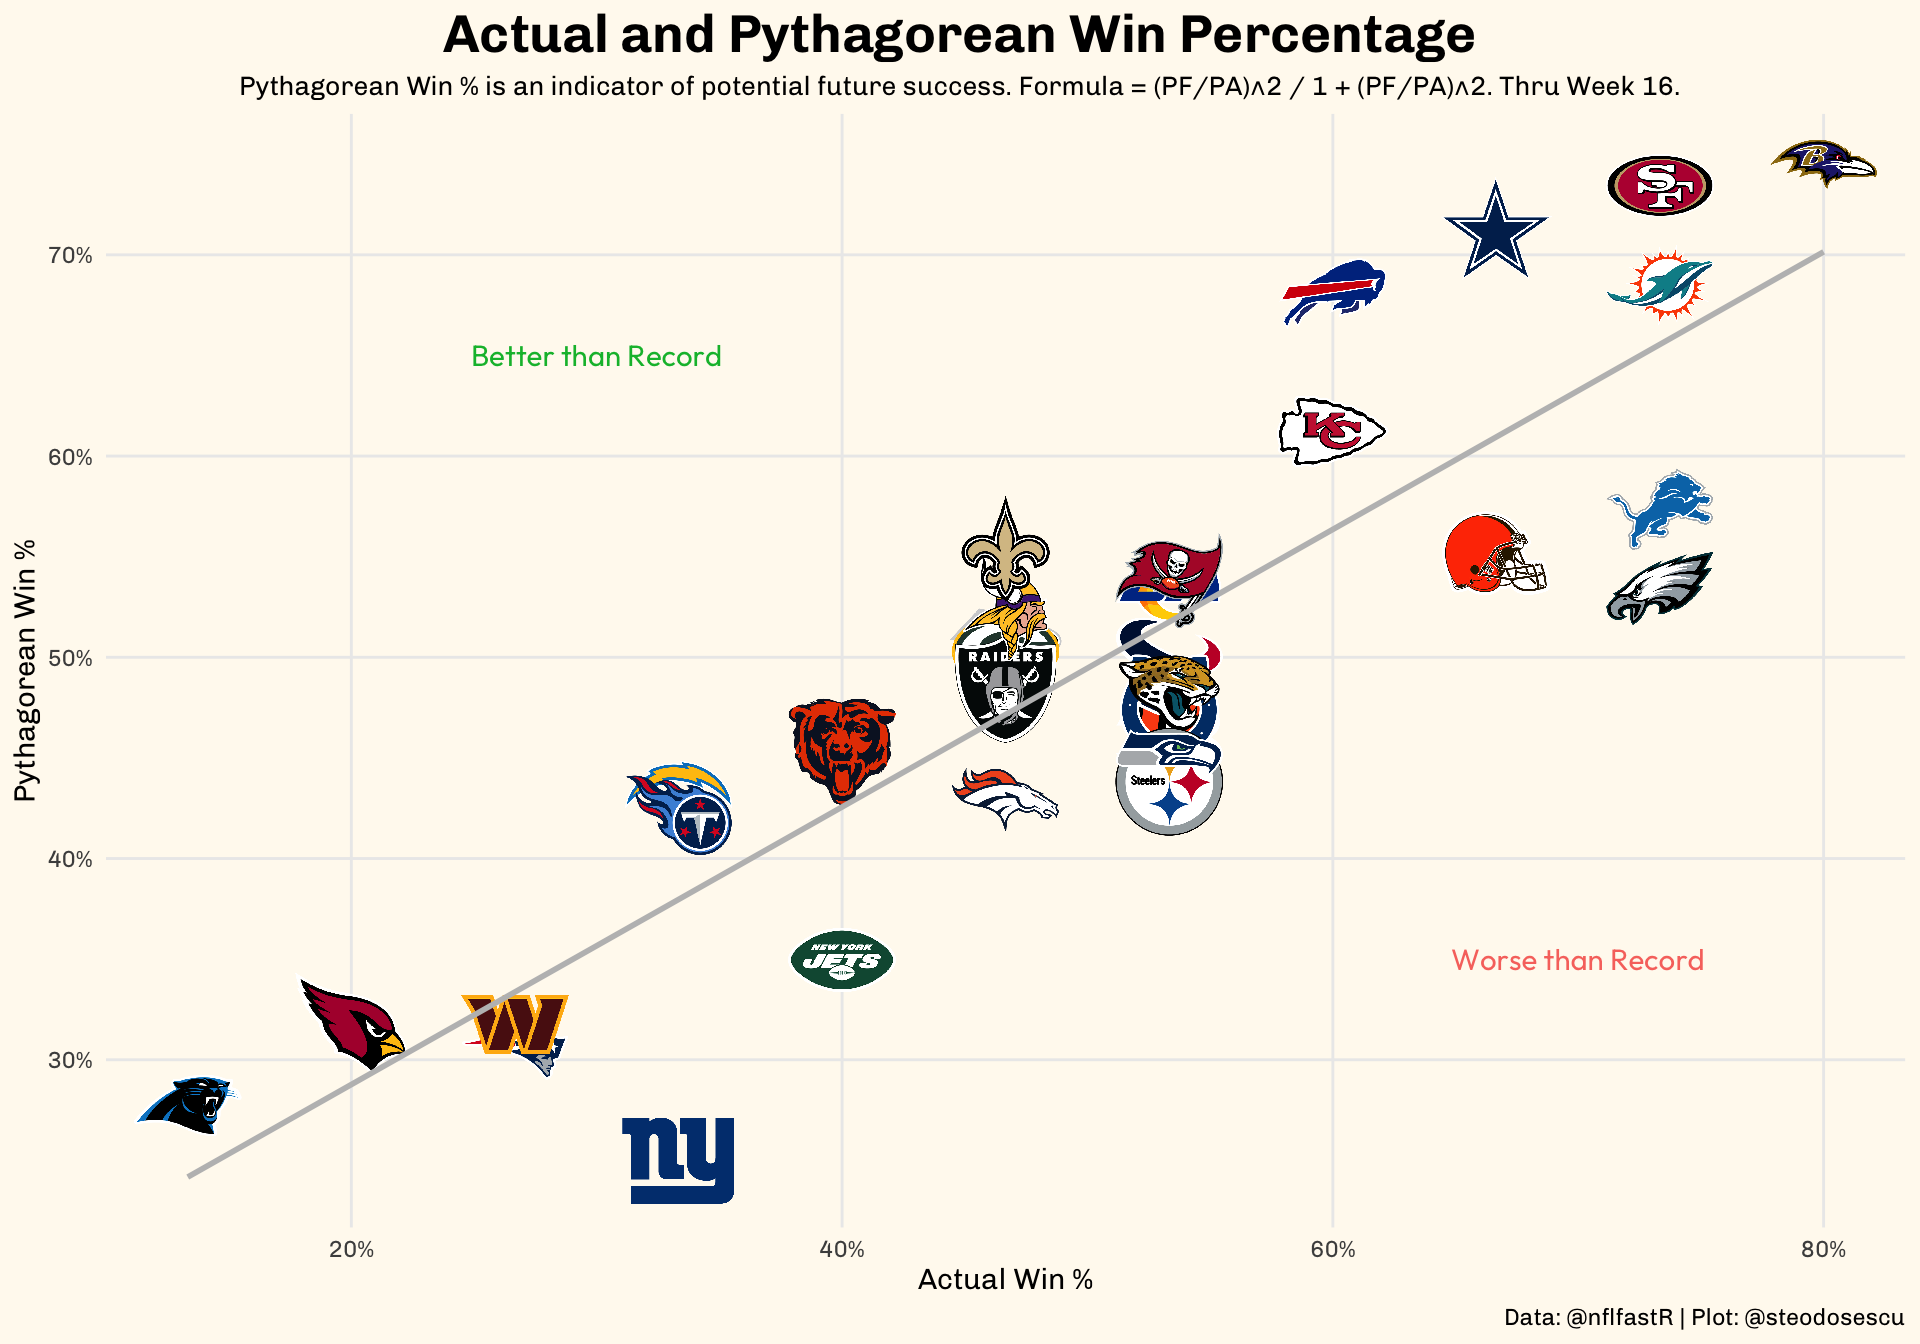 Actual and Pythagorean Win Percentage
Pythagorean Win % is an indicator of potential future success. Formula = (PF/PA)^2 / 1 + (PF/PA)^2. Thru Week 16.
70%
60%
50%
40%
30%
Pythagorean Win %
Better than Record
Worse than Record
B
SF
KC
RAIDERS
Steelers
T
NEW YORK
JETS
W
ny
20%
40%
60%
80%
Actual Win %
Data: @nflfastR | Plot: @steodosescu